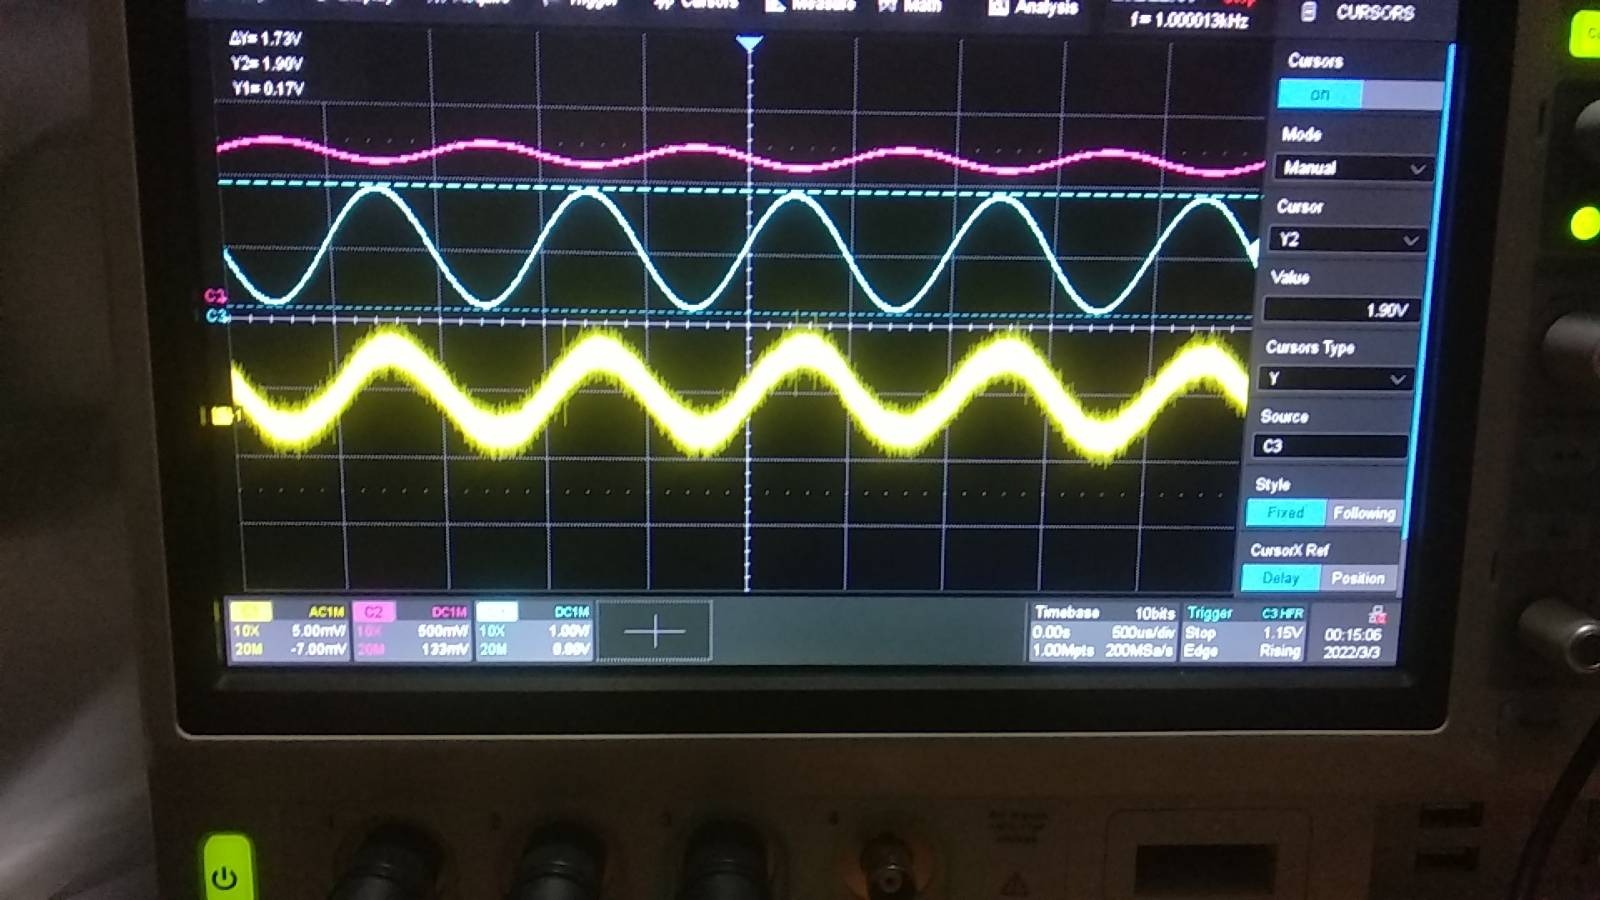 Display
Acquire
Trigger
Cursors
Measure
Math
Analysis
Stop
f = 1.000013kHz
CURSORS
ΔY= 1.73V
Y2= 1.90V
Y1= 0.17V
Cursors
on
Mode
Manual
Cursor
Y2
Value
1.90V
Cursors Type
Y
Source
C3
Style
Fixed Following
CursorX Ref
Delay Position
C2
C3
AC1M
10X 5.00mV/
20M -7.00mV
C2 DC1M
10X 500mV/
20M 133mV
DC1M
10X 1.00V/
20M 0.00V
Timebase 10bits
0.00s 500us/div
1.00Mpts 200MSa/s
Trigger C3 HFR
Stop 1.15V
Edge Rising
00:15:06
2022/3/3